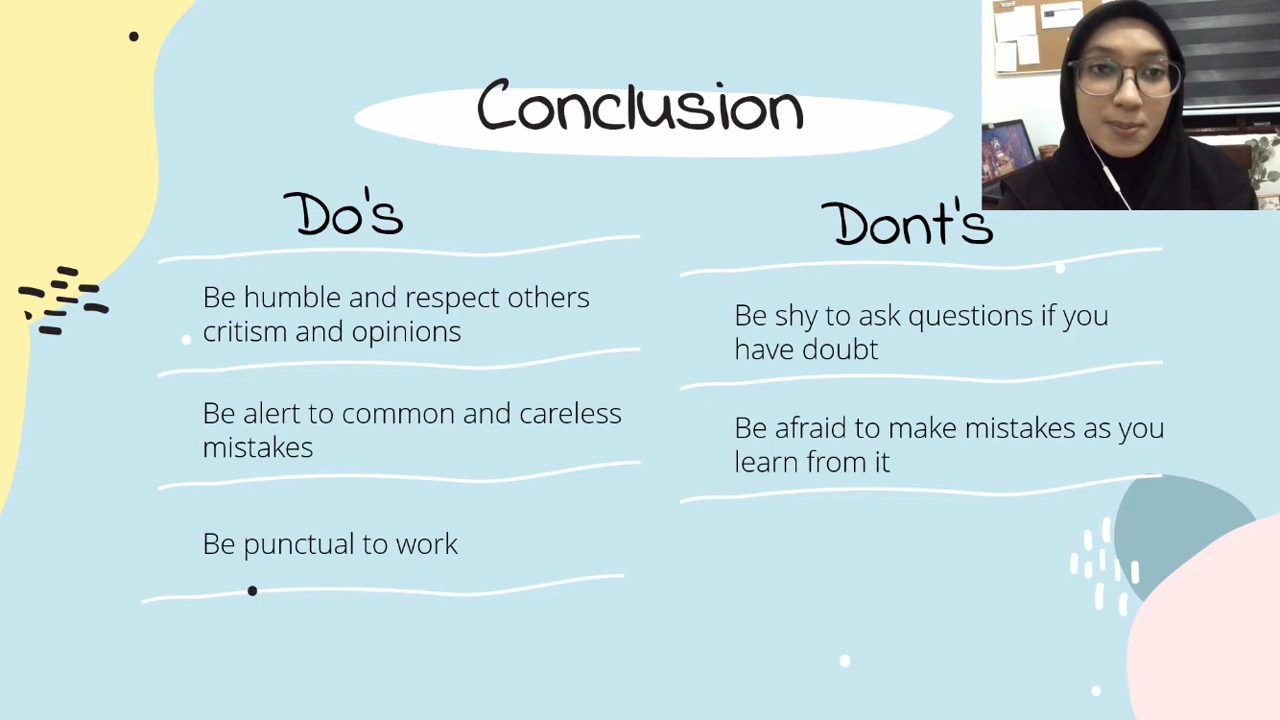 Conclusion
Do's
Be humble and respect others
critism and opinions
Be alert to common and careless
mistakes
Be punctual to work
Dont's
Be shy to ask questions if you
have doubt
Be afraid to make mistakes as you
learn from it